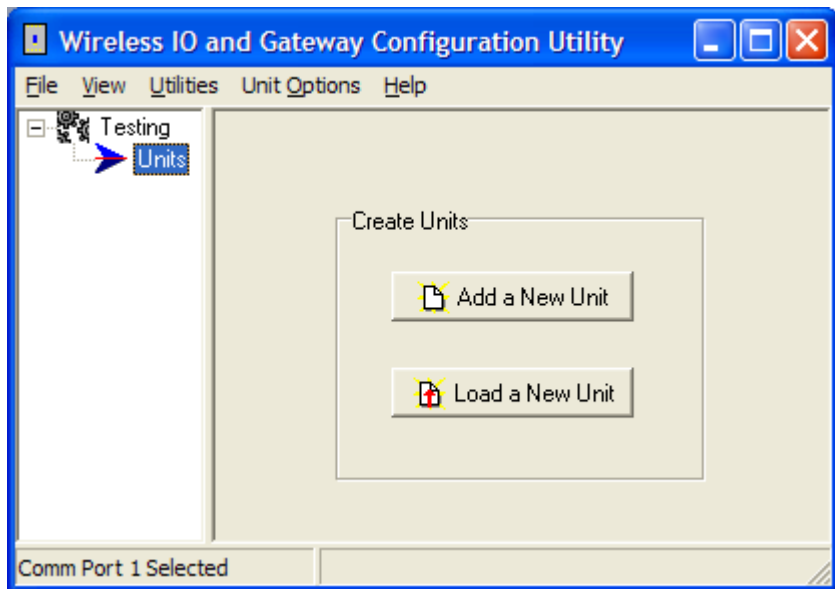 Wireless IO and Gateway Configuration Utility
File View Utilities Unit Options Help
Testing
Units
Create Units
Add a New Unit
Load a New Unit
Comm Port 1 Selected